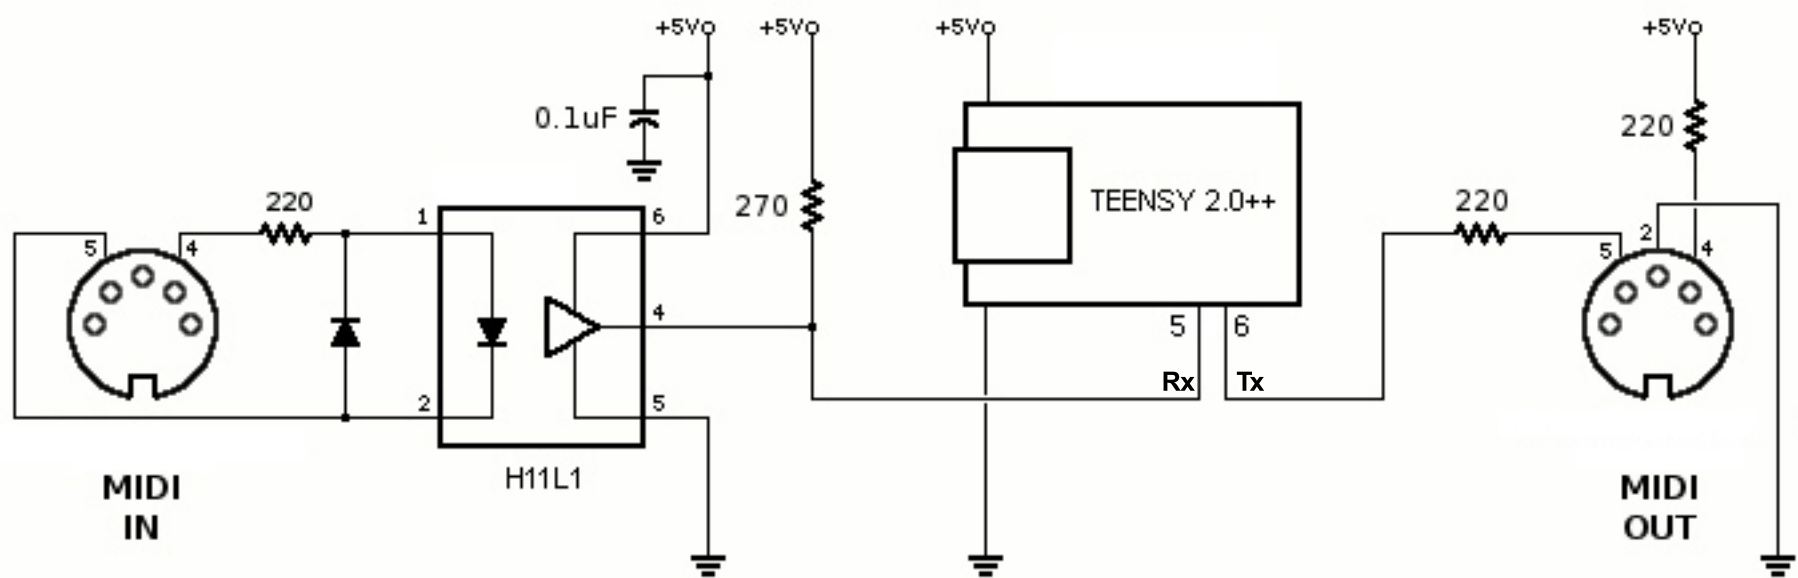 +5V
+5V
+5V
+5V
0.1uF
220
270
TEENSY 2.0++
220
220
5
4
1
6
4
2
5
5
6
Rx
Tx
5
2
4
H11L1
MIDI
IN
MIDI
OUT